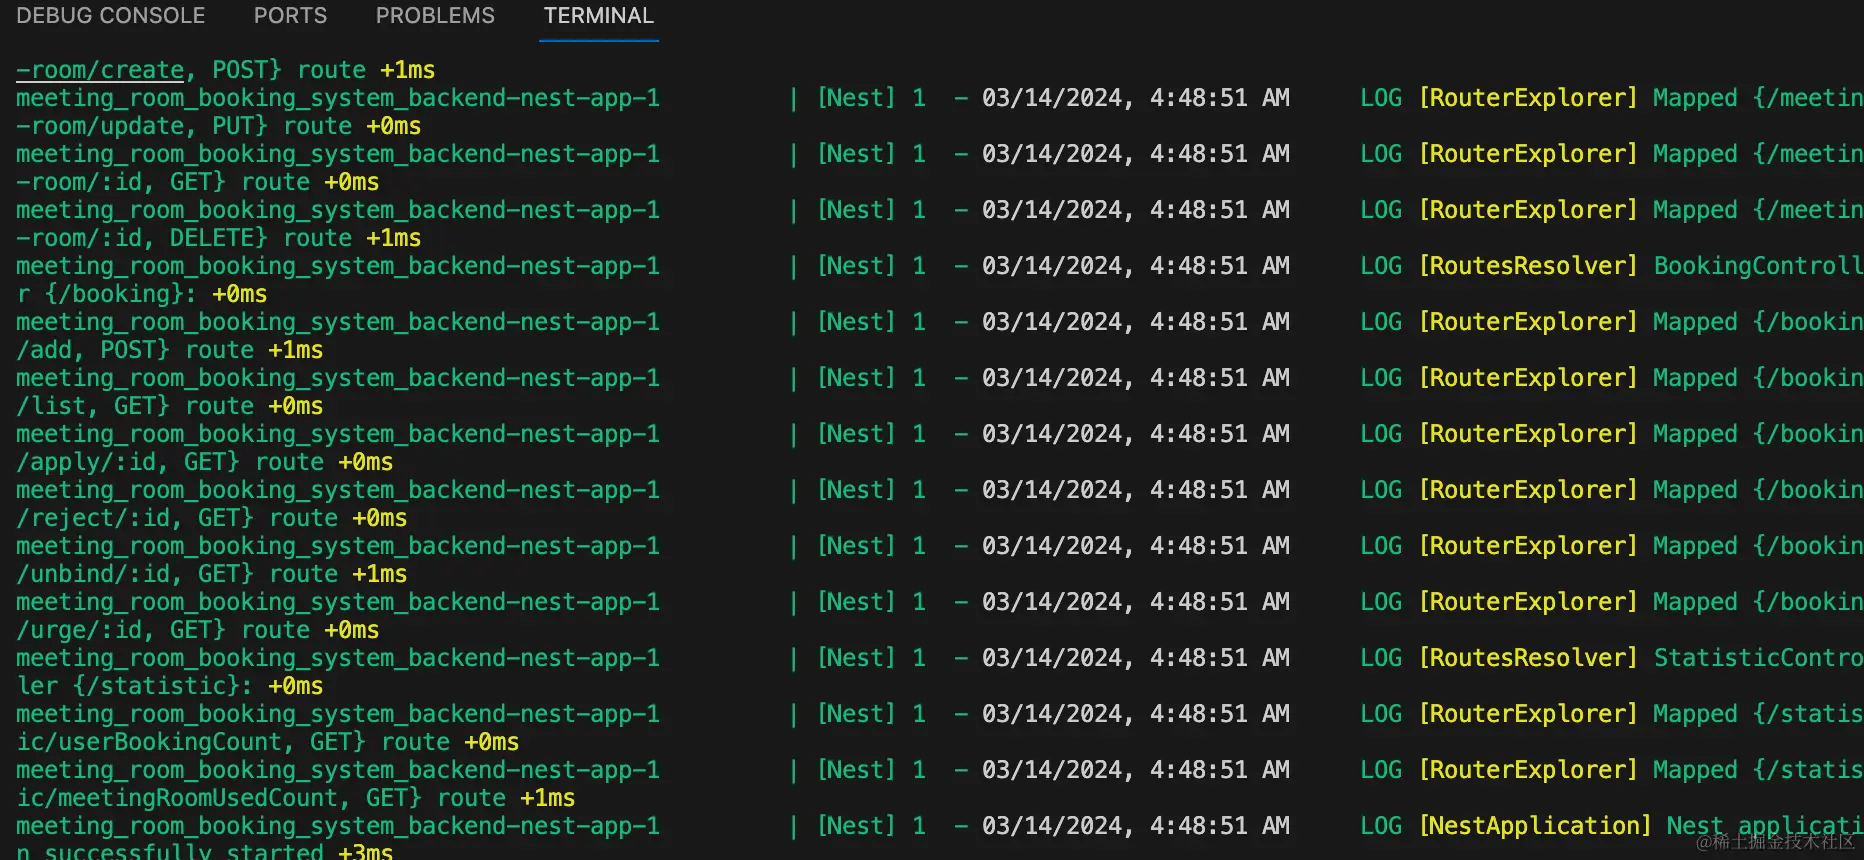 DEBUG CONSOLE PORTS PROBLEMS TERMINAL
-room/create, POST} route +1ms
meeting_room_booking_system_backend-nest-app-1 | [Nest] 1 - 03/14/2024, 4:48:51 AM LOG [RouterExplorer] Mapped {/meetin
-room/update, PUT} route +0ms
meeting_room_booking_system_backend-nest-app-1 | [Nest] 1 - 03/14/2024, 4:48:51 AM LOG [RouterExplorer] Mapped {/meetin
-room/:id, GET} route +0ms
meeting_room_booking_system_backend-nest-app-1 | [Nest] 1 - 03/14/2024, 4:48:51 AM LOG [RouterExplorer] Mapped {/meetin
-room/:id, DELETE} route +1ms
meeting_room_booking_system_backend-nest-app-1 | [Nest] 1 - 03/14/2024, 4:48:51 AM LOG [RoutesResolver] BookingControll
r {/booking}: +0ms
meeting_room_booking_system_backend-nest-app-1 | [Nest] 1 - 03/14/2024, 4:48:51 AM LOG [RouterExplorer] Mapped {/bookin
/add, POST} route +1ms
meeting_room_booking_system_backend-nest-app-1 | [Nest] 1 - 03/14/2024, 4:48:51 AM LOG [RouterExplorer] Mapped {/bookin
/list, GET} route +0ms
meeting_room_booking_system_backend-nest-app-1 | [Nest] 1 - 03/14/2024, 4:48:51 AM LOG [RouterExplorer] Mapped {/bookin
/apply/:id, GET} route +0ms
meeting_room_booking_system_backend-nest-app-1 | [Nest] 1 - 03/14/2024, 4:48:51 AM LOG [RouterExplorer] Mapped {/bookin
/reject/:id, GET} route +0ms
meeting_room_booking_system_backend-nest-app-1 | [Nest] 1 - 03/14/2024, 4:48:51 AM LOG [RouterExplorer] Mapped {/bookin
/unbind/:id, GET} route +1ms
meeting_room_booking_system_backend-nest-app-1 | [Nest] 1 - 03/14/2024, 4:48:51 AM LOG [RouterExplorer] Mapped {/bookin
/urge/:id, GET} route +0ms
meeting_room_booking_system_backend-nest-app-1 | [Nest] 1 - 03/14/2024, 4:48:51 AM LOG [RoutesResolver] StatisticContro
ler {/statistic}: +0ms
meeting_room_booking_system_backend-nest-app-1 | [Nest] 1 - 03/14/2024, 4:48:51 AM LOG [RouterExplorer] Mapped {/statis
ic/userBookingCount, GET} route +0ms
meeting_room_booking_system_backend-nest-app-1 | [Nest] 1 - 03/14/2024, 4:48:51 AM LOG [RouterExplorer] Mapped {/statis
ic/meetingRoomUsedCount, GET} route +1ms
meeting_room_booking_system_backend-nest-app-1 | [Nest] 1 - 03/14/2024, 4:48:51 AM LOG [NestApplication] Nest applicati
n successfully started +3ms
@稀土掘金技术社区